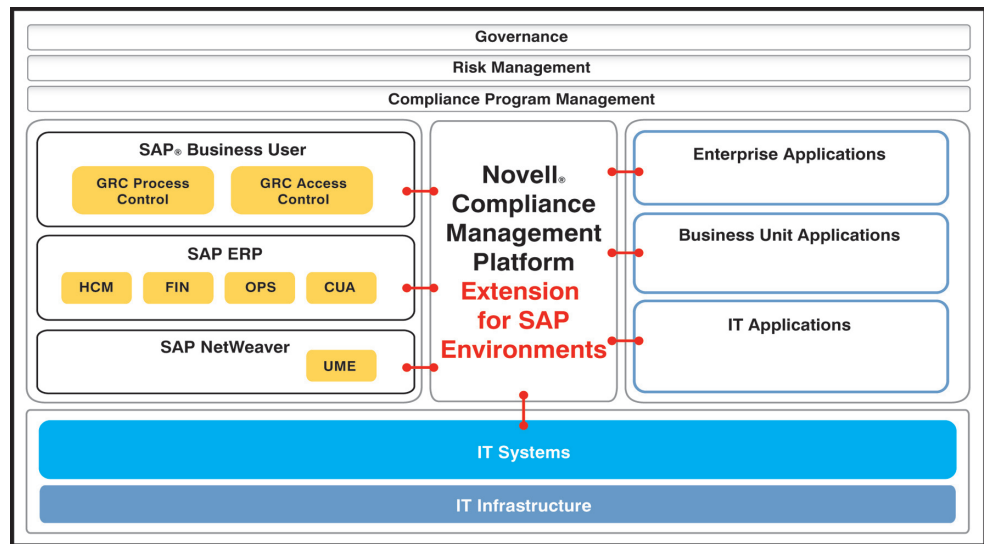 Governance
Risk Management
Compliance Program Management
SAP® Business User
GRC Process
Control
GRC Access
Control
SAP ERP
HCM
FIN
OPS
CUA
SAP NetWeaver
UME
Novell®
Compliance
Management
Platform
Extension
for SAP
Environments
Enterprise Applications
Business Unit Applications
IT Applications
IT Systems
IT Infrastructure